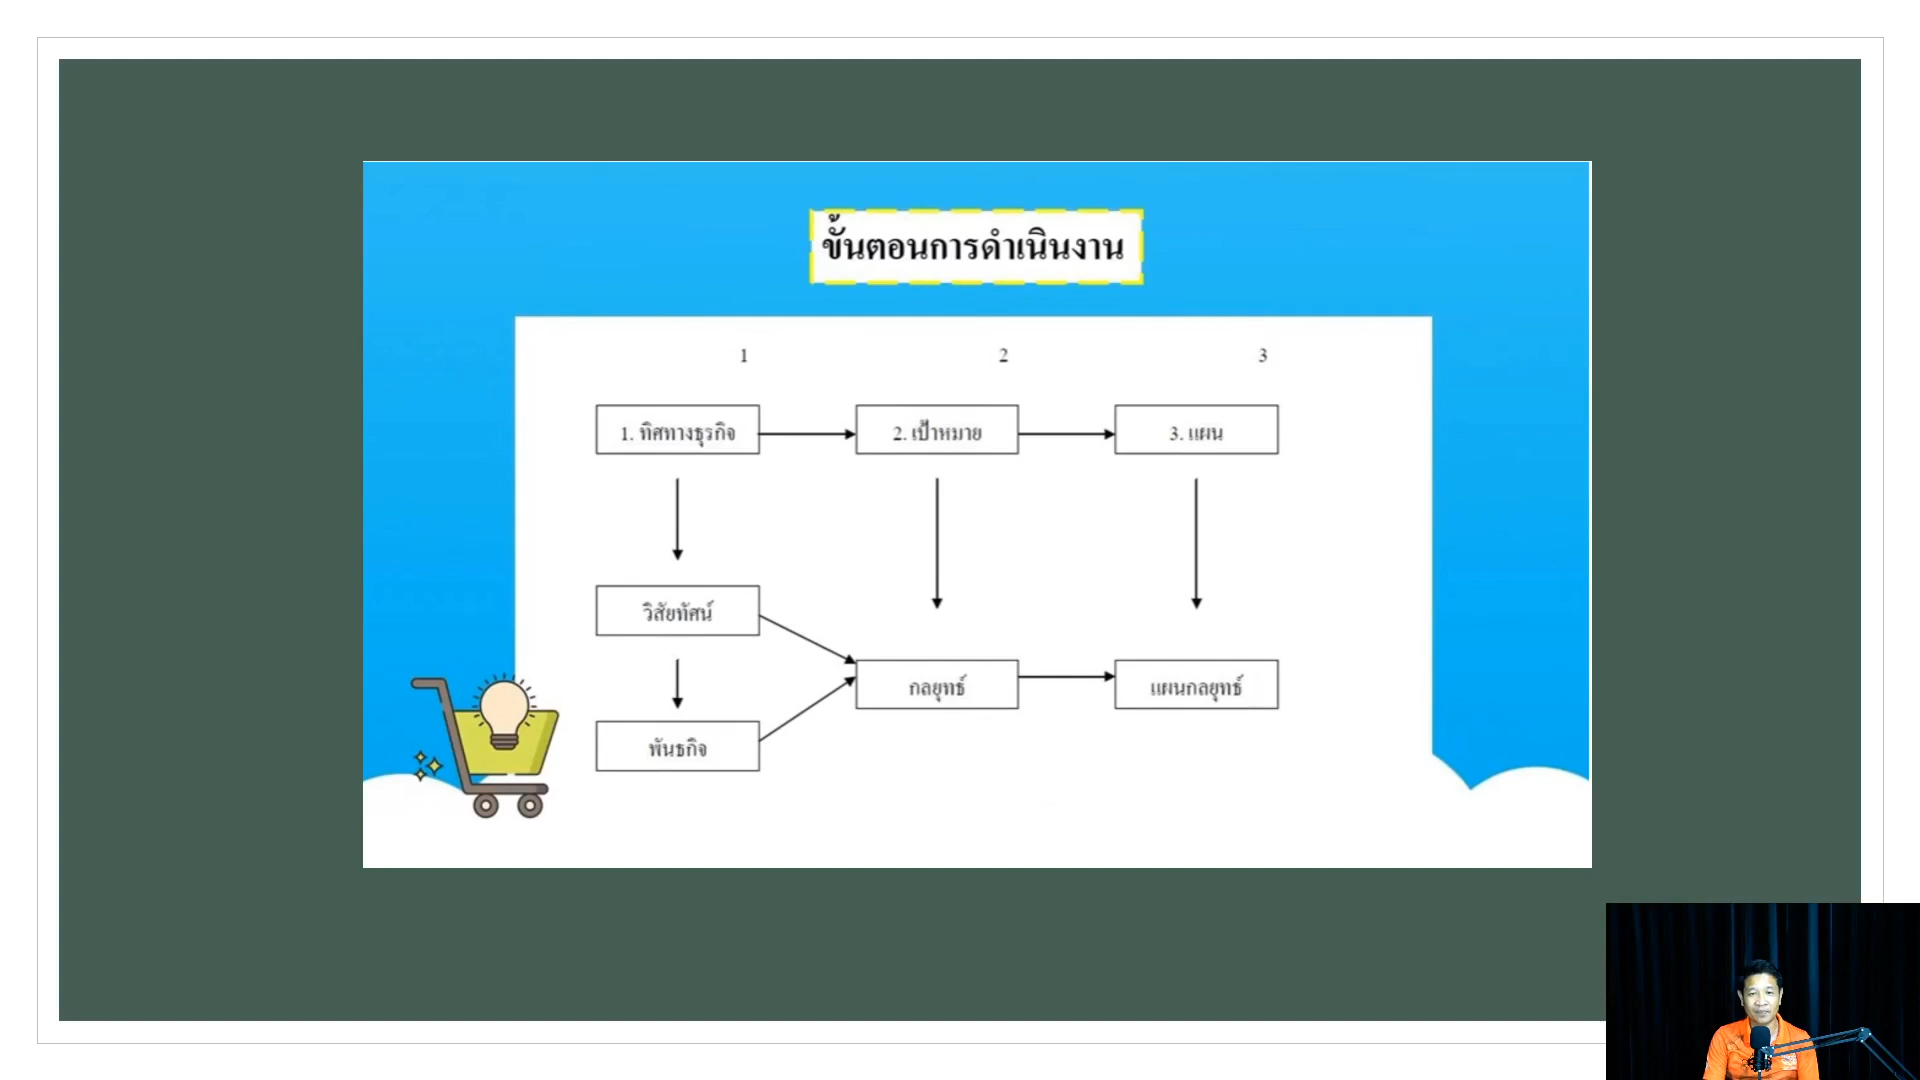 ขั้นตอนการดำเนินงาน
1 2 3
1. ทิศทางธุรกิจ 2. เป้าหมาย 3. แผน
วิสัยทัศน์
กลยุทธ์ แผนกลยุทธ์
พันธกิจ